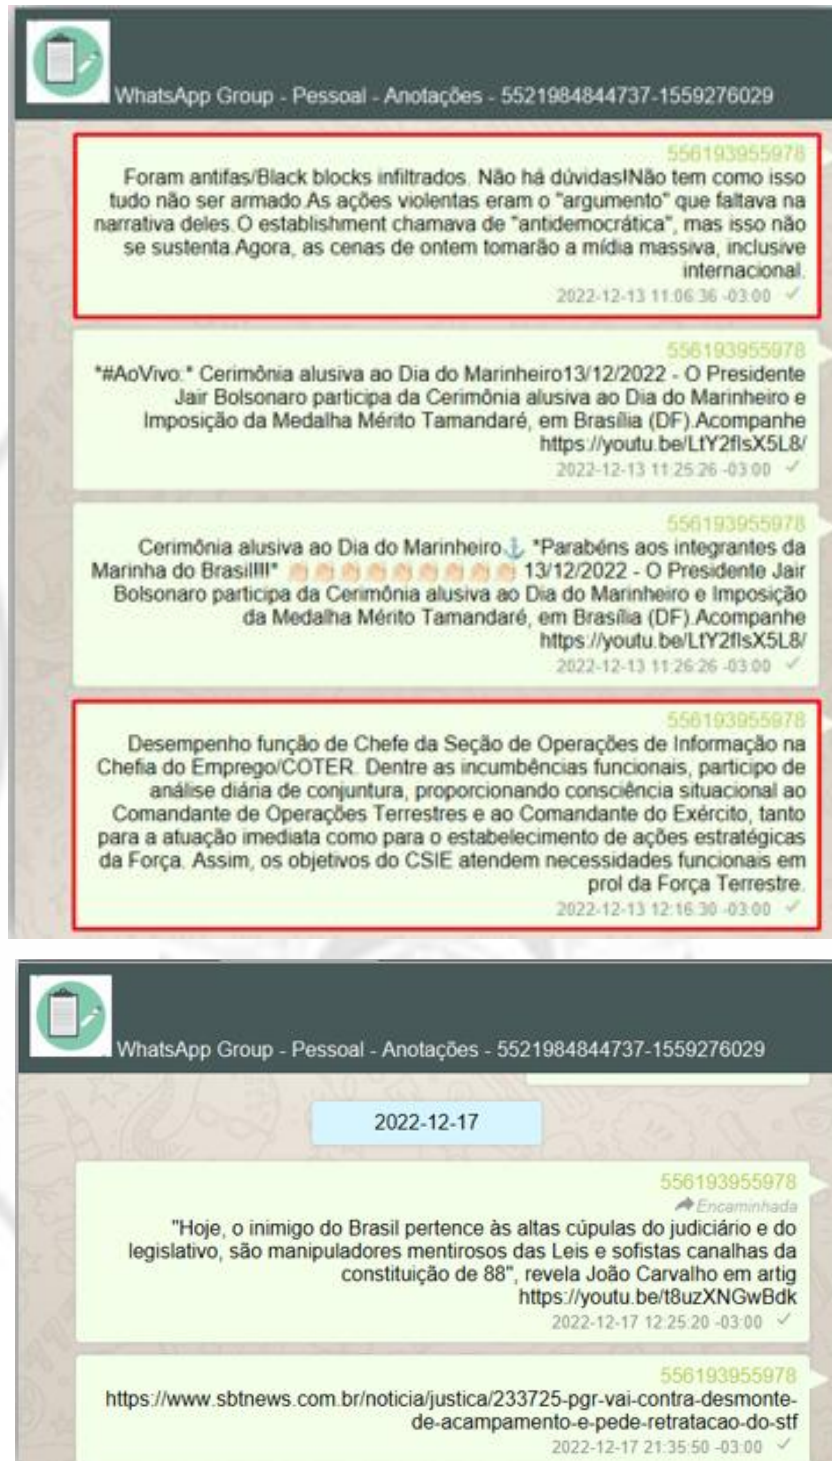 WhatsApp Group - Pessoal - Anotações - 5521984844737-1559276029
556193955978
Foram antifas/Black blocks infiltrados. Não há dúvidas!Não tem como isso
tudo não ser armado.As ações violentas eram o "argumento" que faltava na
narrativa deles.O establishment chamava de "antidemocrática", mas isso não
se sustenta.Agora, as cenas de ontem tomarão a mídia massiva, inclusive
internacional.
2022-12-13 11:06:36 -03:00 ✓
556193955978
*#AoVivo:* Cerimônia alusiva ao Dia do Marinheiro13/12/2022 - O Presidente
Jair Bolsonaro participa da Cerimônia alusiva ao Dia do Marinheiro e
Imposição da Medalha Mérito Tamandaré, em Brasília (DF).Acompanhe
https://youtu.be/LtY2fIsX5L8/
2022-12-13 11:25:26 -03:00 ✓
556193955978
Cerimônia alusiva ao Dia do Marinheiro⚓ *Parabéns aos integrantes da
Marinha do Brasil!!!* 👏🏻👏🏻👏🏻👏🏻👏🏻👏🏻👏🏻👏🏻👏🏻 13/12/2022 - O Presidente Jair
Bolsonaro participa da Cerimônia alusiva ao Dia do Marinheiro e Imposição
da Medalha Mérito Tamandaré, em Brasília (DF).Acompanhe
https://youtu.be/LtY2fIsX5L8/
2022-12-13 11:26:26 -03:00 ✓
556193955978
Desempenho função de Chefe da Seção de Operações de Informação na
Chefia do Emprego/COTER. Dentre as incumbências funcionais, participo de
análise diária de conjuntura, proporcionando consciência situacional ao
Comandante de Operações Terrestres e ao Comandante do Exército, tanto
para a atuação imediata como para o estabelecimento de ações estratégicas
da Força. Assim, os objetivos do CSIE atendem necessidades funcionais em
prol da Força Terrestre.
2022-12-13 12:16:30 -03:00 ✓
WhatsApp Group - Pessoal - Anotações - 5521984844737-1559276029
2022-12-17
556193955978
Encaminhada
"Hoje, o inimigo do Brasil pertence às altas cúpulas do judiciário e do
legislativo, são manipuladores mentirosos das Leis e sofistas canalhas da
constituição de 88", revela João Carvalho em artig
https://youtu.be/t8uzXNGwBdk
2022-12-17 12:25:20 -03:00 ✓
556193955978
https://www.sbtnews.com.br/noticia/justica/233725-pgr-vai-contra-desmonte-
de-acampamento-e-pede-retratacao-do-stf
2022-12-17 21:35:50 -03:00 ✓